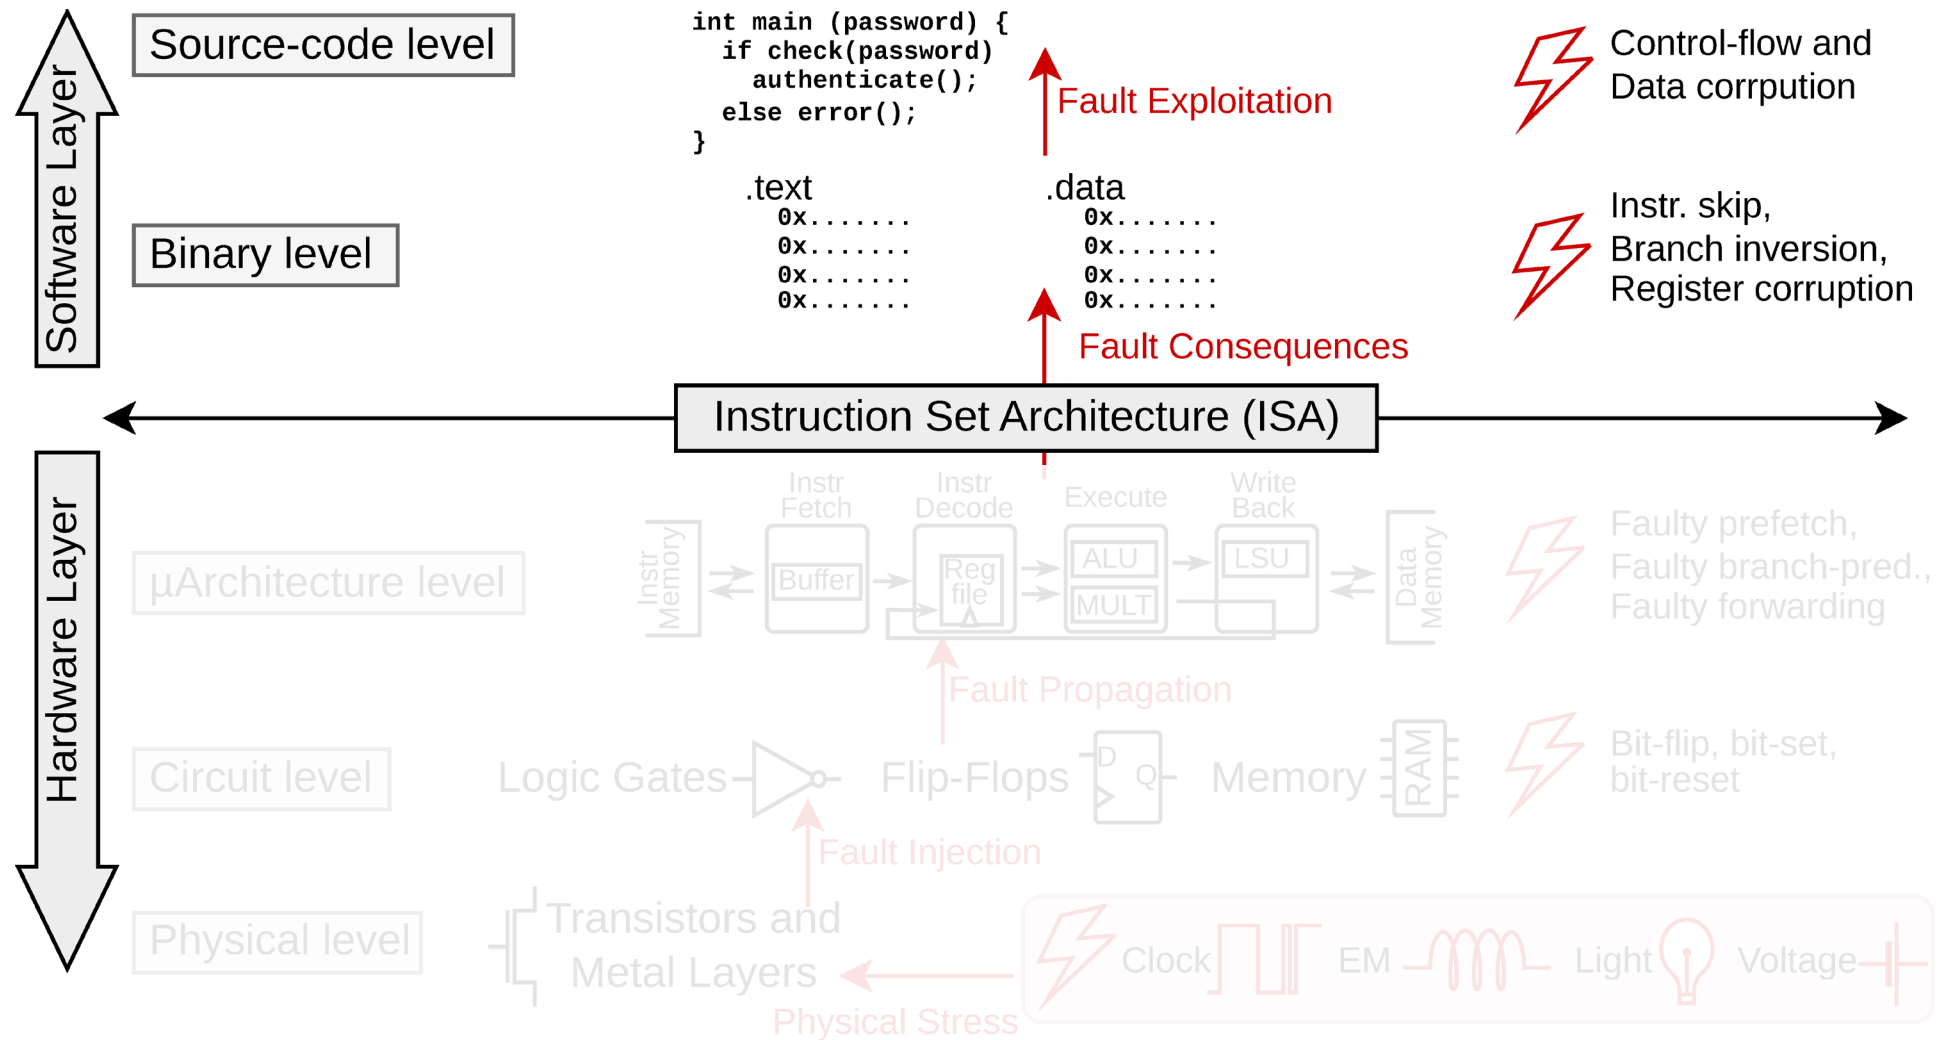 Software Layer
Source-code level
int main (password) {
if check(password)
authenticate();
else error();
}
Fault Exploitation
Control-flow and
Data corrpution
Binary level
.text
0x.......
0x.......
0x.......
0x.......
.data
0x.......
0x.......
0x.......
0x.......
Instr. skip,
Branch inversion,
Register corruption
Fault Consequences
Instruction Set Architecture (ISA)
Hardware Layer
µArchitecture level
Instr
Memory
Instr
Fetch
Buffer
Instr
Decode
Reg
file
Execute
ALU
MULT
Write
Back
LSU
Data
Memory
Faulty prefetch,
Faulty branch-pred.,
Faulty forwarding
Fault Propagation
Circuit level
Logic Gates
Flip-Flops
D
Q
Memory
RAM
Bit-flip, bit-set,
bit-reset
Fault Injection
Physical level
Transistors and
Metal Layers
Physical Stress
Clock
EM
Light
Voltage